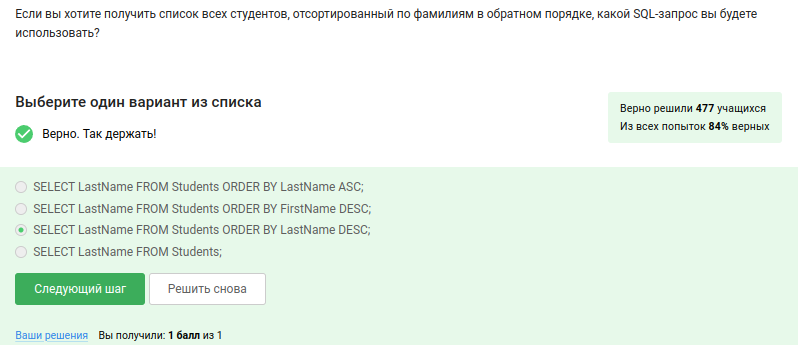 Если вы хотите получить список всех студентов, отсортированный по фамилиям в обратном порядке, какой SQL-запрос вы будете
использовать?
Выберите один вариант из списка
Верно решили 477 учащихся
Из всех попыток 84% верных
Верно. Так держать!
SELECT LastName FROM Students ORDER BY LastName ASC;
SELECT LastName FROM Students ORDER BY FirstName DESC;
SELECT LastName FROM Students ORDER BY LastName DESC;
SELECT LastName FROM Students;
Следующий шаг
Решить снова
Ваши решения Вы получили: 1 балл из 1